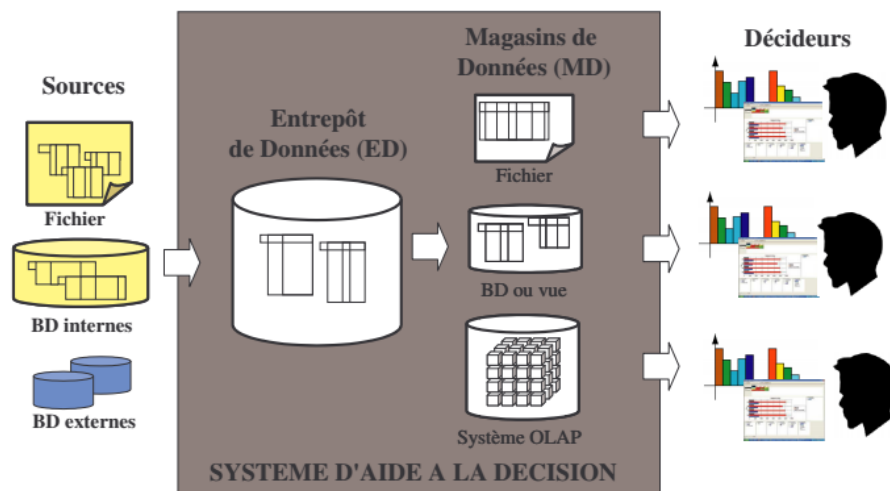 Sources
Fichier
BD internes
BD externes
Entrepôt
de Données (ED)
Magasins de
Données (MD)
Fichier
BD ou vue
Système OLAP
SYSTEME D'AIDE A LA DECISION
Décideurs